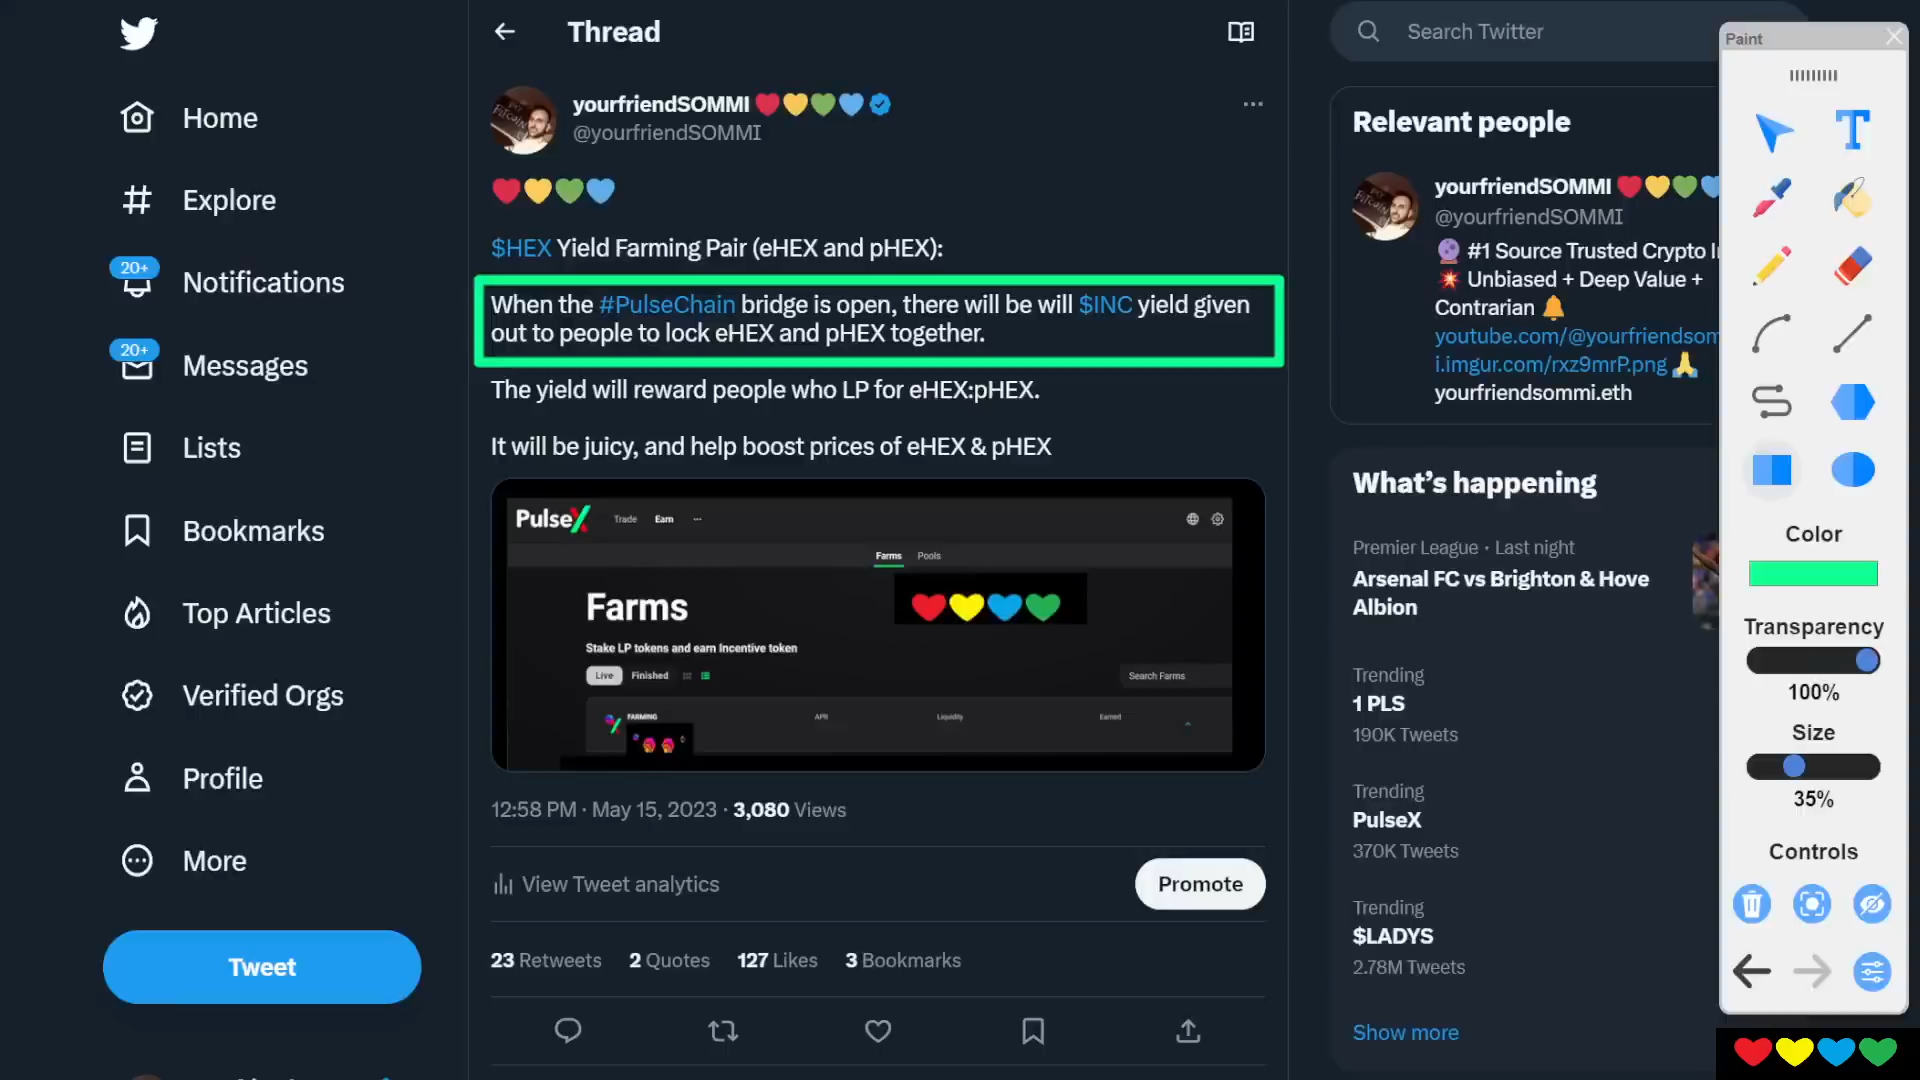 Home
Explore
20+
Notifications
20+
Messages
Lists
Bookmarks
Top Articles
Verified Orgs
Profile
More
Tweet
Thread
yourfriendSOMMI ❤️💛💚💙
@yourfriendSOMMI
❤️💛💚💙
$HEX Yield Farming Pair (eHEX and pHEX):
When the #PulseChain bridge is open, there will be will $INC yield given
out to people to lock eHEX and pHEX together.
The yield will reward people who LP for eHEX:pHEX.
It will be juicy, and help boost prices of eHEX & pHEX
PulseX Trade Earn ...
Farms Pools
Farms
Stake LP tokens and earn Incentive token
Live Finished
Search Farms
FARMING APR Liquidity Earned
12:58 PM · May 15, 2023 · 3,080 Views
View Tweet analytics
Promote
23 Retweets 2 Quotes 127 Likes 3 Bookmarks
Search Twitter
Relevant people
yourfriendSOMMI ❤️💛💚💙
@yourfriendSOMMI
🔮 #1 Source Trusted Crypto
💥 Unbiased + Deep Value +
Contrarian 🔔
youtube.com/@yourfriendsom
i.imgur.com/rxz9mrP.png 🙏
yourfriendsommi.eth
What's happening
Premier League · Last night
Arsenal FC vs Brighton & Hove
Albion
Trending
1 PLS
190K Tweets
Trending
PulseX
370K Tweets
Trending
$LADYS
2.78M Tweets
Show more
Paint
T
Color
Transparency
100%
Size
35%
Controls